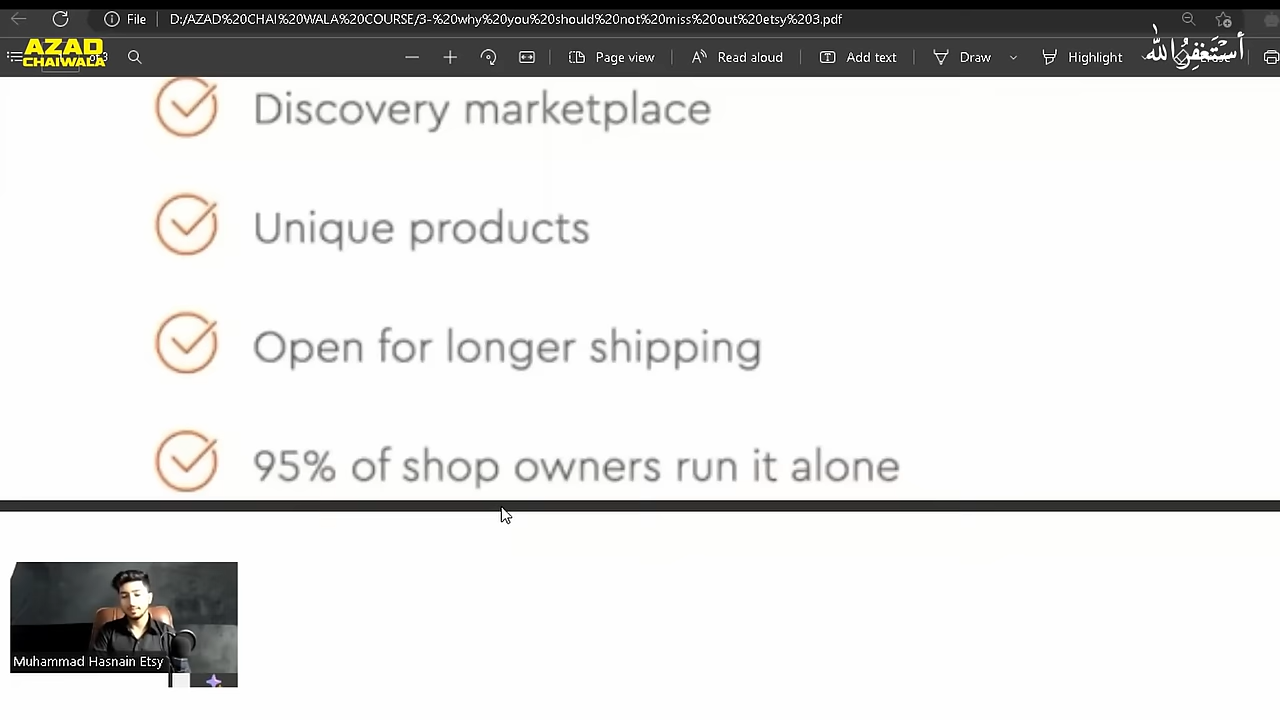 File D:/AZAD%20CHAI%20WALA%20COURSE/3-%20why%20you%20should%20not%20miss%20out%20etsy%203.pdf
AZAD
CHAIWALA
Page view Read aloud Add text Draw Highlight
أستغفر الله
Discovery marketplace
Unique products
Open for longer shipping
95% of shop owners run it alone
Muhammad Hasnain Etsy